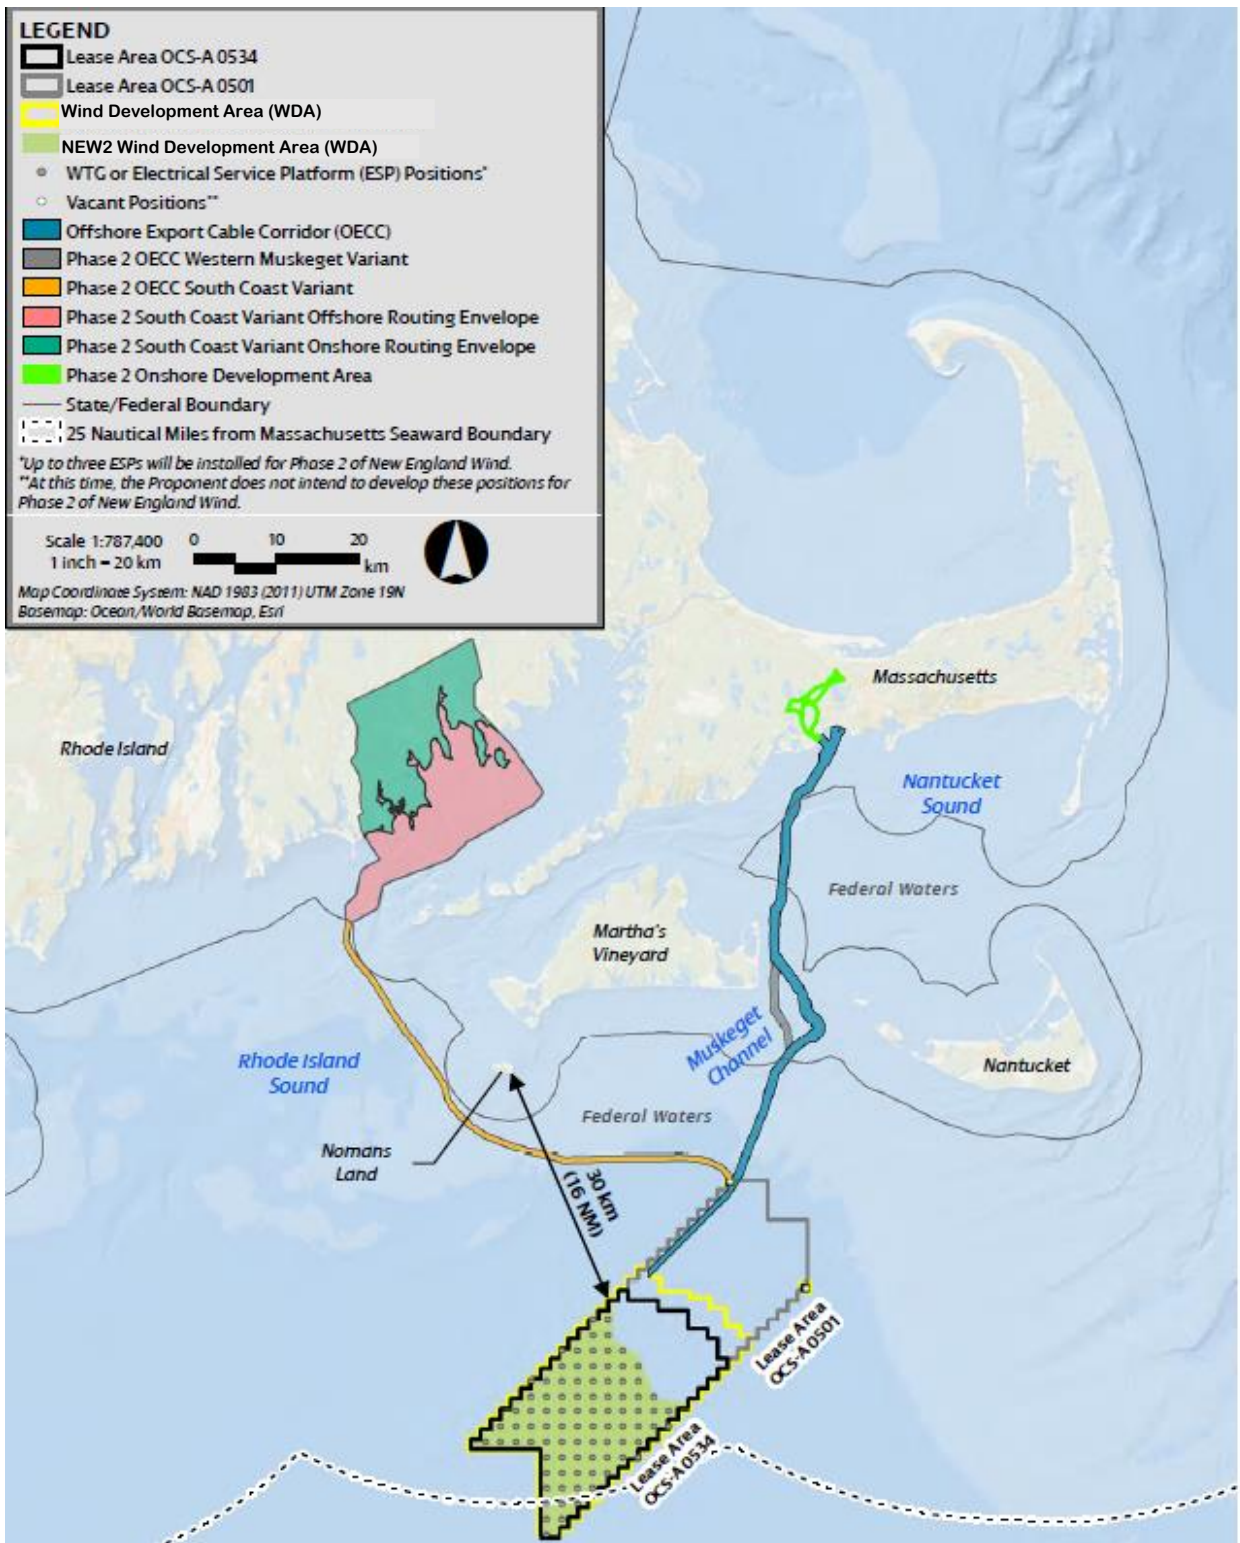 LEGEND
Lease Area OCS-A 0534
Lease Area OCS-A 0501
Wind Development Area (WDA)
NEW2 Wind Development Area (WDA)
WTG or Electrical Service Platform (ESP) Positions*
Vacant Positions**
Offshore Export Cable Corridor (OECC)
Phase 2 OECC Western Muskeget Variant
Phase 2 OECC South Coast Variant
Phase 2 South Coast Variant Offshore Routing Envelope
Phase 2 South Coast Variant Onshore Routing Envelope
Phase 2 Onshore Development Area
State/Federal Boundary
25 Nautical Miles from Massachusetts Seaward Boundary
*Up to three ESPs will be installed for Phase 2 of New England Wind.
**At this time, the Proponent does not intend to develop these positions for
Phase 2 of New England Wind.
Scale 1:787,400
1 inch = 20 km
0 10 20
km
Map Coordinate System: NAD 1983 (2011) UTM Zone 19N
Basemap: Ocean/World Basemap, Esri
Massachusetts
Rhode Island
Nantucket
Sound
Federal Waters
Martha's
Vineyard
Muskeget
Channel
Rhode Island
Sound
Nantucket
Federal Waters
Nomans
Land
30 km
(16 NM)
Lease Area
OCS-A 0501
Lease Area
OCS-A 0534